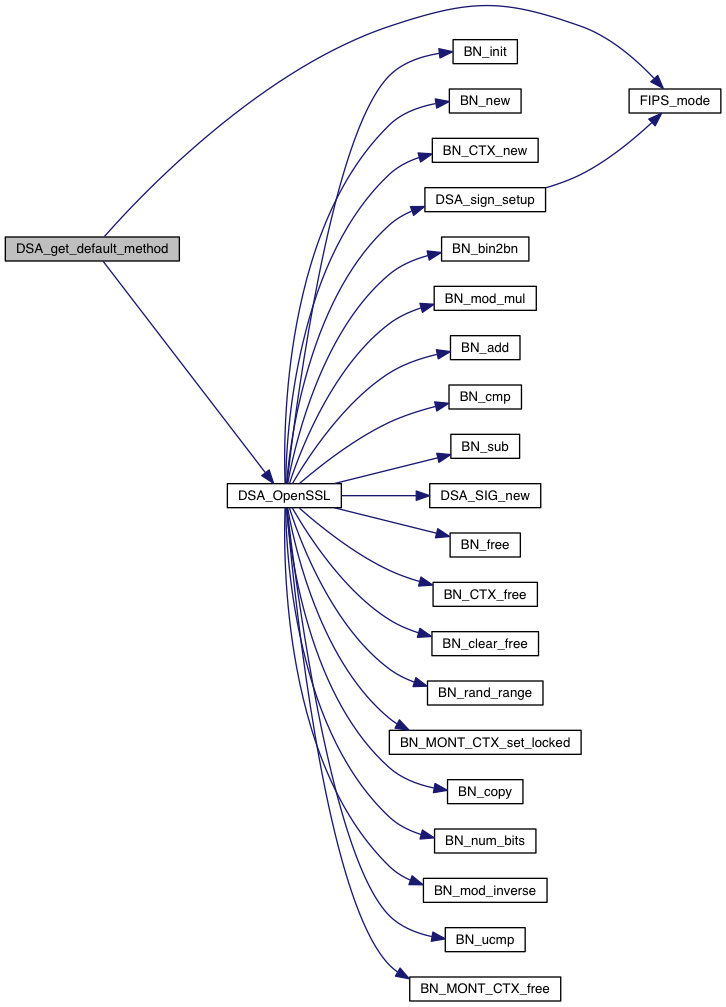 BN_init
BN_new
FIPS_mode
BN_CTX_new
DSA_sign_setup
DSA_get_default_method
BN_bin2bn
BN_mod_mul
BN_add
BN_cmp
BN_sub
DSA_OpenSSL
DSA_SIG_new
BN_free
BN_CTX_free
BN_clear_free
BN_rand_range
BN_MONT_CTX_set_locked
BN_copy
BN_num_bits
BN_mod_inverse
BN_ucmp
BN_MONT_CTX_free